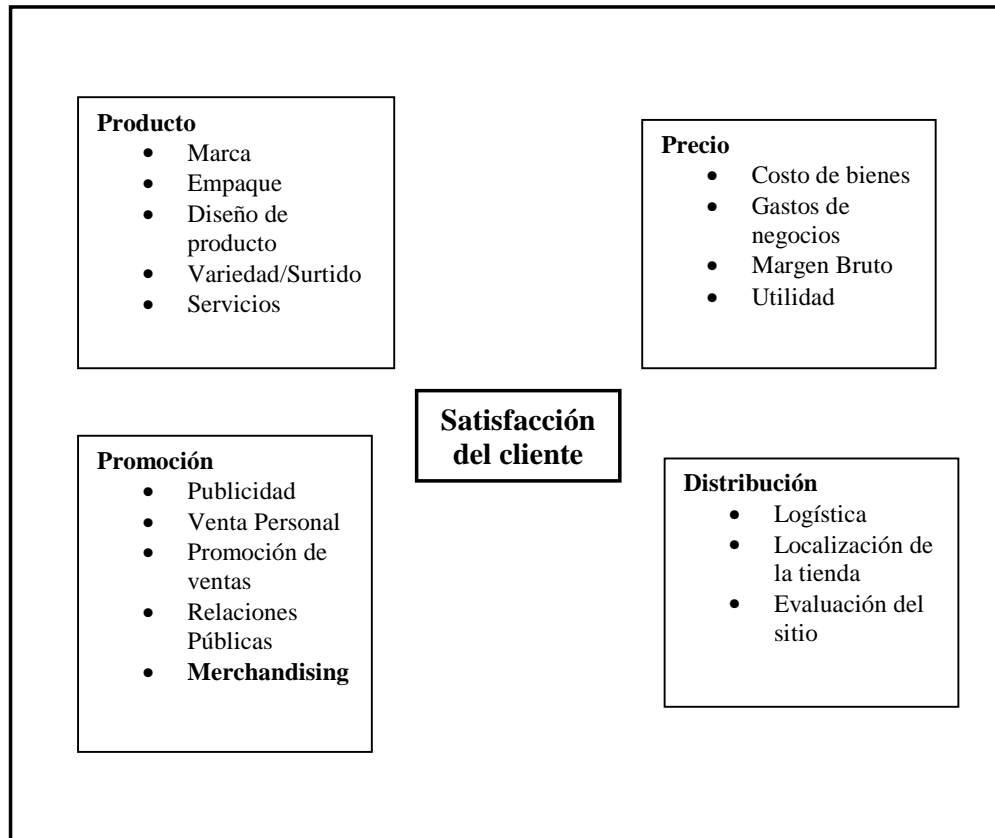 Producto
• Marca
• Empaque
• Diseño de
producto
• Variedad/Surtido
• Servicios
Precio
• Costo de bienes
• Gastos de
negocios
• Margen Bruto
• Utilidad
Satisfacción
del cliente
Promoción
• Publicidad
• Venta Personal
• Promoción de
ventas
• Relaciones
Públicas
• Merchandising
Distribución
• Logística
• Localización de
la tienda
• Evaluación del
sitio